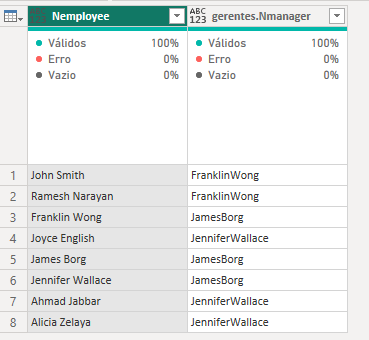 Nemployee ABC 123 gerentes.Nmanager
Válidos 100% Válidos 100%
Erro 0% Erro 0%
Vazio 0% Vazio 0%
1 John Smith FranklinWong
2 Ramesh Narayan FranklinWong
3 Franklin Wong JamesBorg
4 Joyce English JenniferWallace
5 James Borg JamesBorg
6 Jennifer Wallace JamesBorg
7 Ahmad Jabbar JenniferWallace
8 Alicia Zelaya JenniferWallace